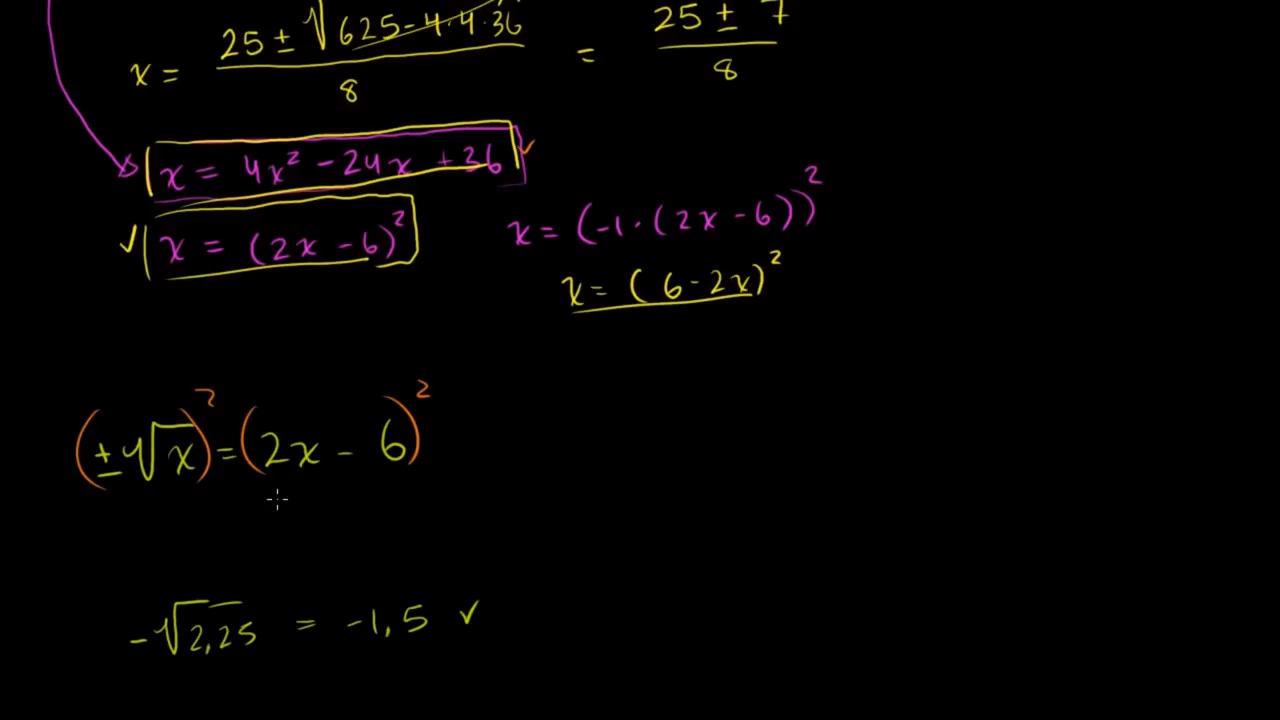 x = (25 ± √(625 - 4·4·36)) / 8 = (25 ± 7) / 8
x = 4x² - 24x + 36
x = (2x - 6)² ✓
x = (-1·(2x - 6))²
x = (6 - 2x)²
(±√x)² = (2x - 6)²
-√2,25 = -1,5 ✓